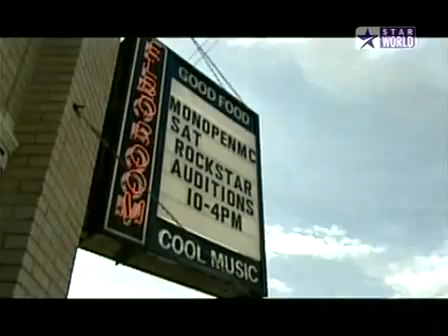 STAR
WORLD
GOOD FOOD
MONOPENMC
SAT
ROCKSTAR
AUDITIONS
10-4PM
COOL MUSIC